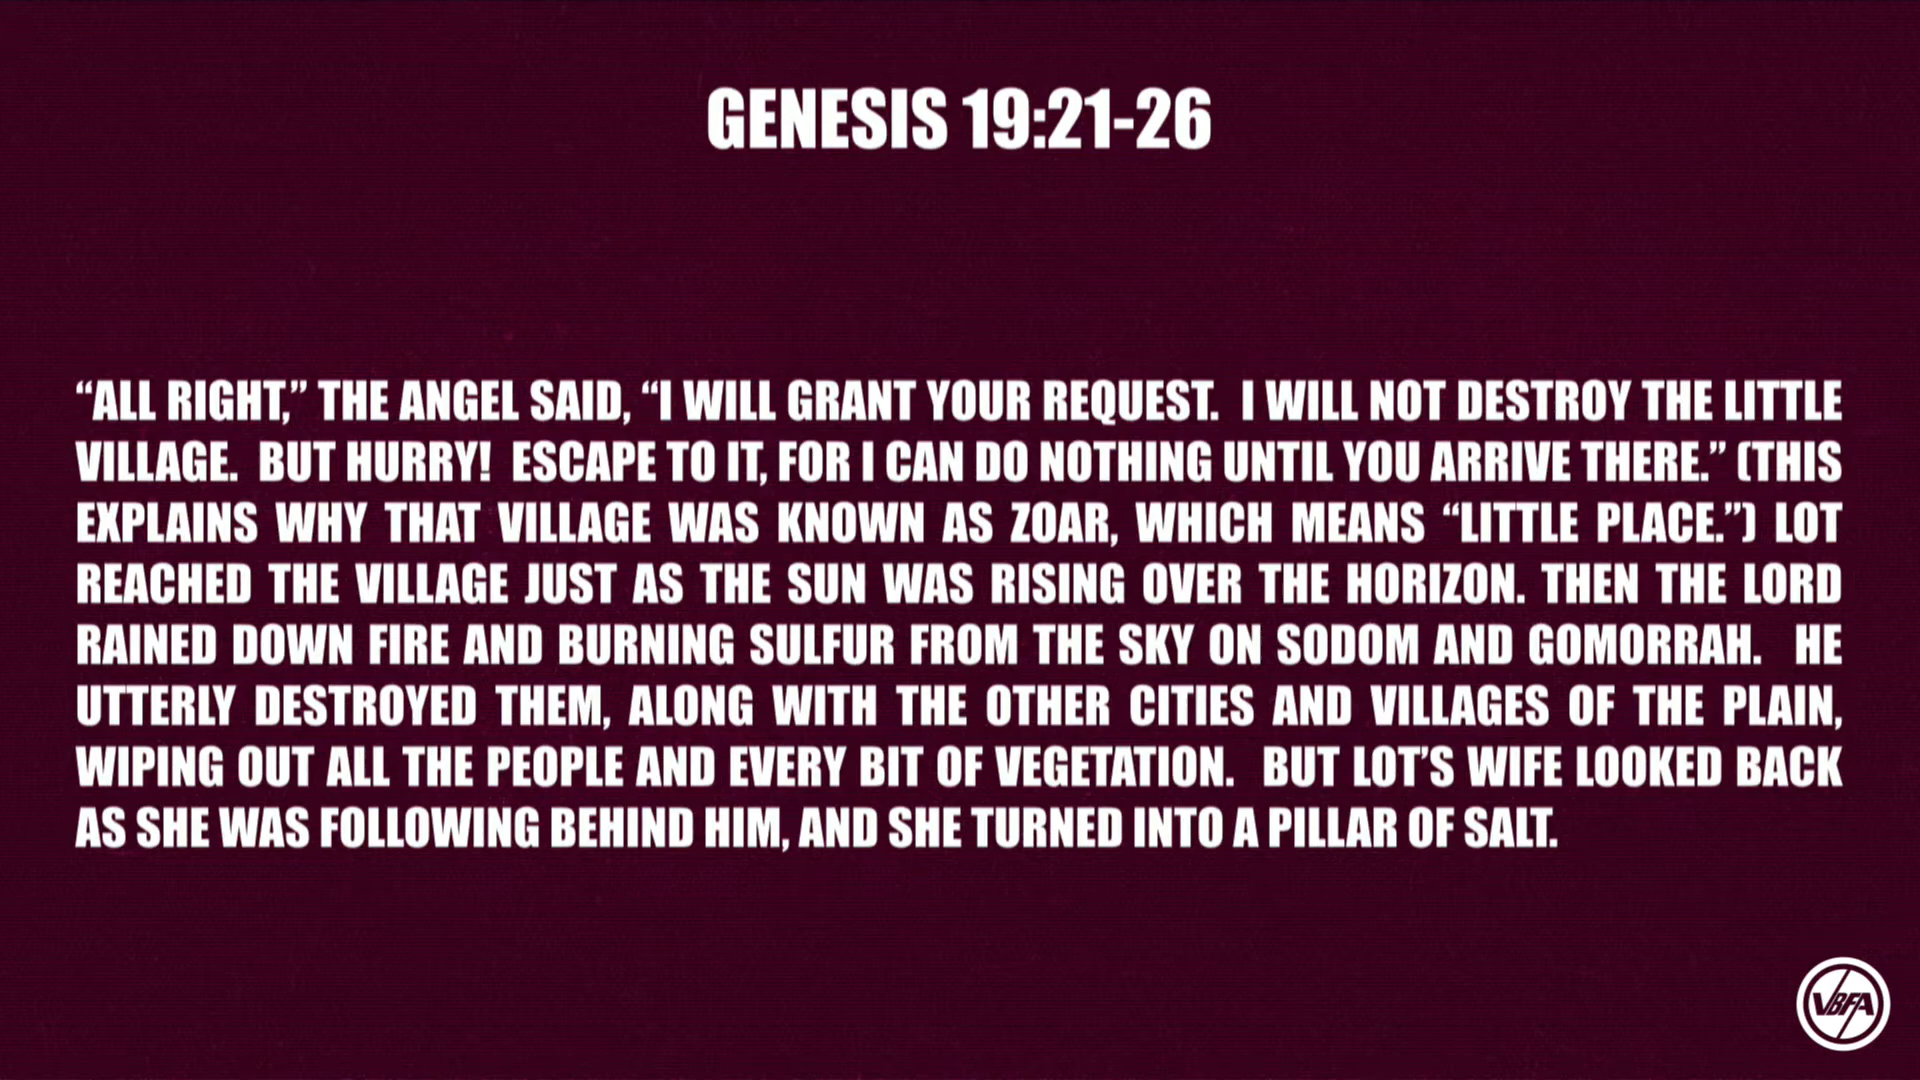 GENESIS 19:21-26
“ALL RIGHT,” THE ANGEL SAID, “I WILL GRANT YOUR REQUEST. I WILL NOT DESTROY THE LITTLE
VILLAGE. BUT HURRY! ESCAPE TO IT, FOR I CAN DO NOTHING UNTIL YOU ARRIVE THERE.” (THIS
EXPLAINS WHY THAT VILLAGE WAS KNOWN AS ZOAR, WHICH MEANS “LITTLE PLACE.”) LOT
REACHED THE VILLAGE JUST AS THE SUN WAS RISING OVER THE HORIZON. THEN THE LORD
RAINED DOWN FIRE AND BURNING SULFUR FROM THE SKY ON SODOM AND GOMORRAH. HE
UTTERLY DESTROYED THEM, ALONG WITH THE OTHER CITIES AND VILLAGES OF THE PLAIN,
WIPING OUT ALL THE PEOPLE AND EVERY BIT OF VEGETATION. BUT LOT’S WIFE LOOKED BACK
AS SHE WAS FOLLOWING BEHIND HIM, AND SHE TURNED INTO A PILLAR OF SALT.
VBFA